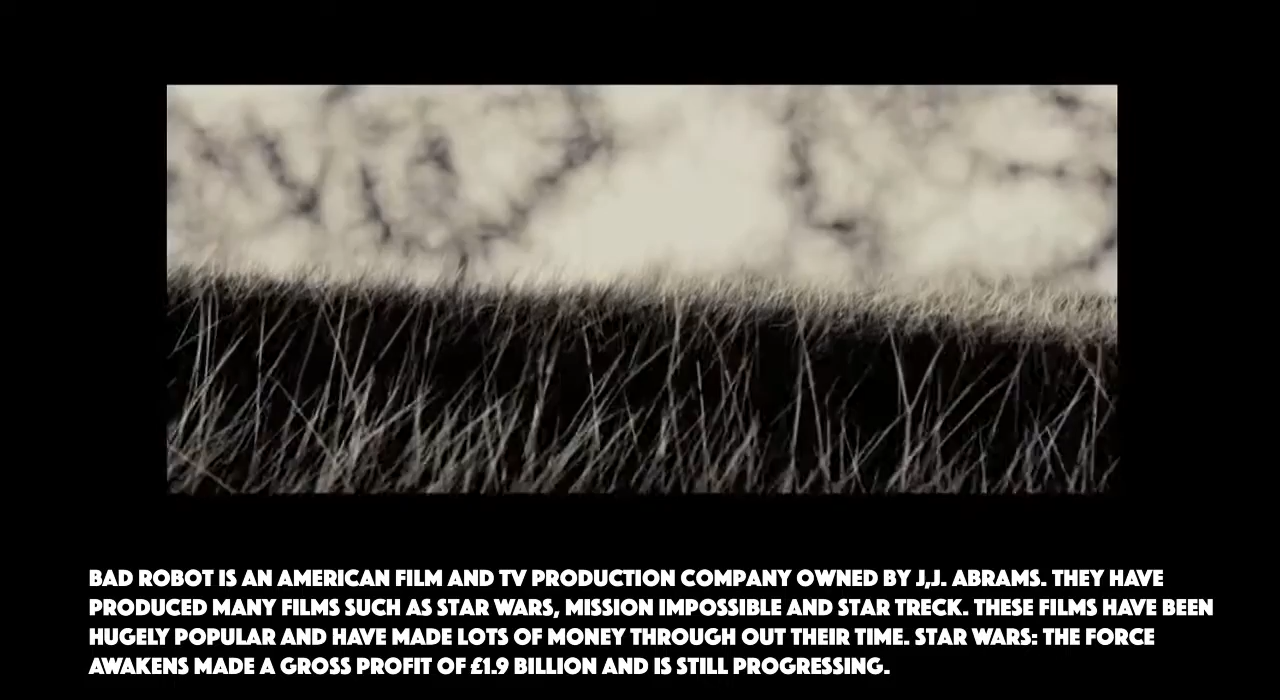 BAD ROBOT IS AN AMERICAN FILM AND TV PRODUCTION COMPANY OWNED BY J,J. ABRAMS. THEY HAVE
PRODUCED MANY FILMS SUCH AS STAR WARS, MISSION IMPOSSIBLE AND STAR TRECK. THESE FILMS HAVE BEEN
HUGELY POPULAR AND HAVE MADE LOTS OF MONEY THROUGH OUT THEIR TIME. STAR WARS: THE FORCE
AWAKENS MADE A GROSS PROFIT OF £1.9 BILLION AND IS STILL PROGRESSING.